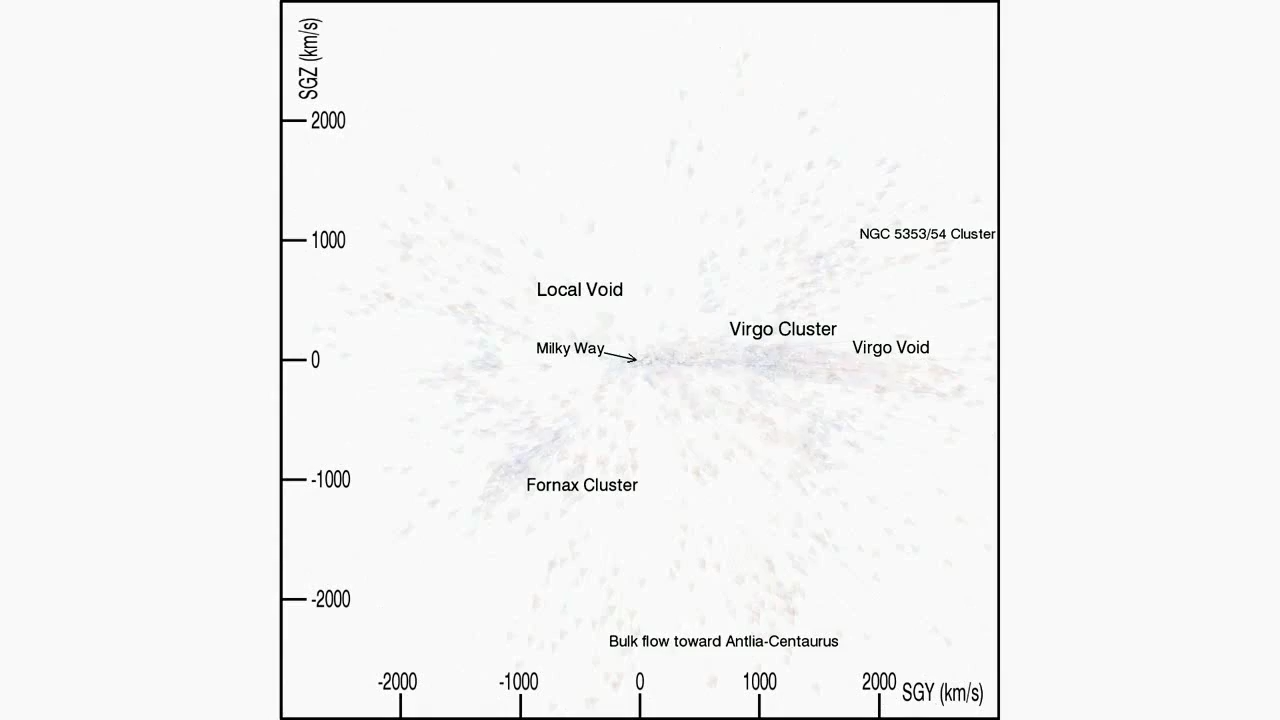 SGZ (km/s)
2000
NGC 5353/54 Cluster
1000
Local Void
Virgo Cluster
Milky Way
Virgo Void
0
-1000
Fornax Cluster
-2000
Bulk flow toward Antlia-Centaurus
-2000 -1000 0 1000 2000 SGY (km/s)